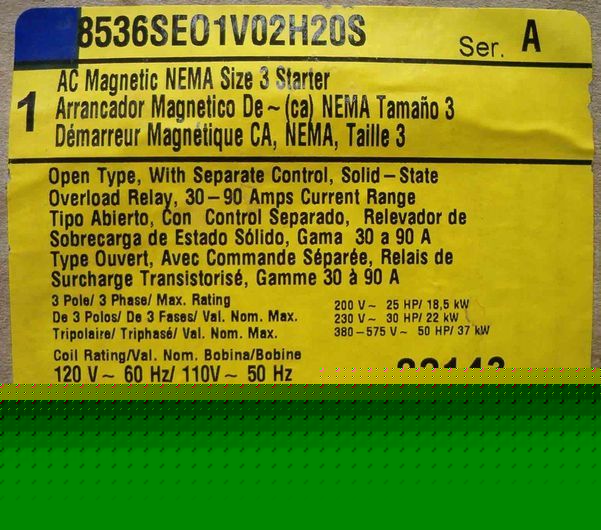 8536SEO1V02H20S
Ser. A
1
AC Magnetic NEMA Size 3 Starter
Arrancador Magnetico De ~ (ca) NEMA Tamaño 3
Démarreur Magnétique CA, NEMA, Taille 3
Open Type, With Separate Control, Solid-State
Overload Relay, 30-90 Amps Current Range
Tipo Abierto, Con Control Separado, Relevador de
Sobrecarga de Estado Sólido, Gama 30 a 90 A
Type Ouvert, Avec Commande Séparée, Relais de
Surcharge Transistorisé, Gamme 30 à 90 A
3 Pole/ 3 Phase/ Max. Rating 200 V~ 25 HP/ 18,5 kW
De 3 Polos/ De 3 Fases/ Val. Nom. Max. 230 V~ 30 HP/ 22 kW
Tripolaire/ Triphasé/ Val. Nom. Max. 380-575 V~ 50 HP/ 37 kW
Coil Rating/Val. Nom. Bobina/Bobine
120 V~ 60 Hz/ 110V~ 50 Hz